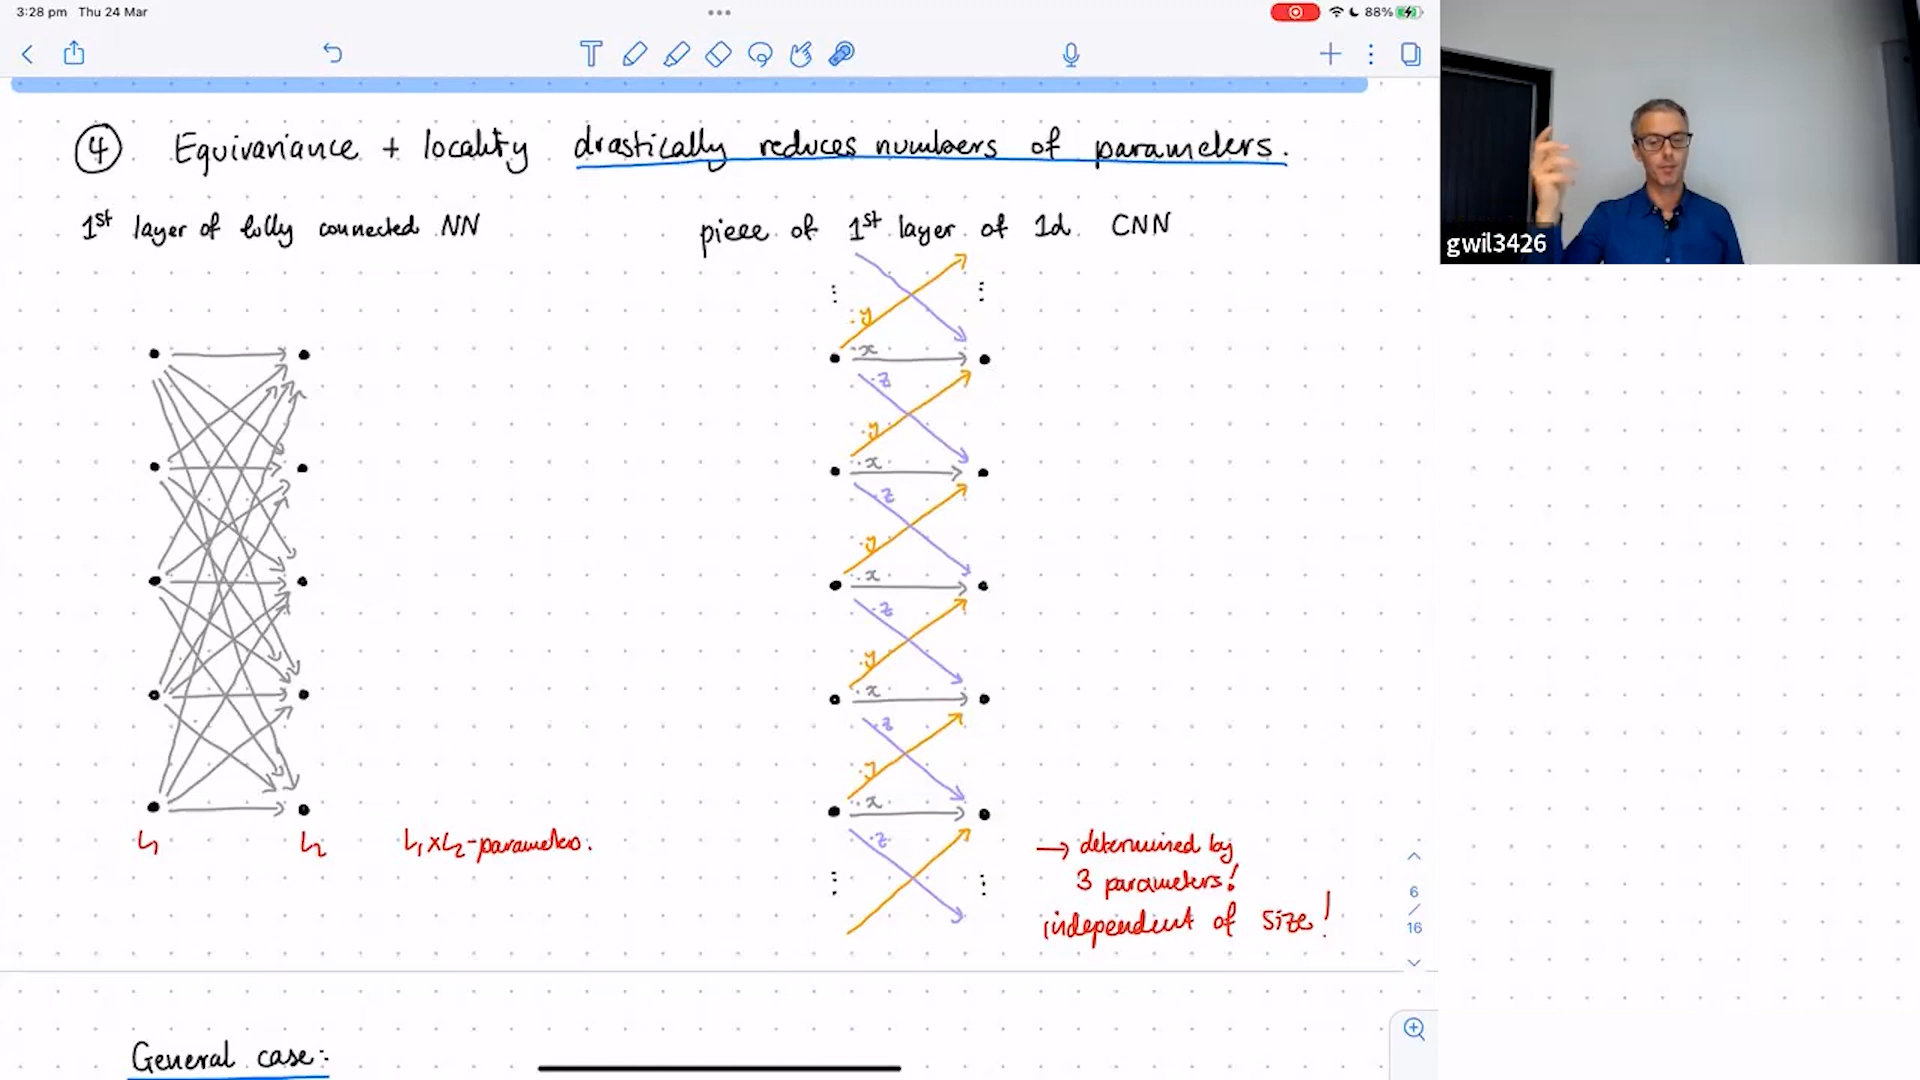 3:28 pm Thu 24 Mar
88%
④ Equivariance + locality drastically reduces numbers of parameters.
1st layer of fully connected NN
piece of 1st layer of 1d CNN
gwil3426
·y
·x
·z
·y
·x
·z
·y
·x
·z
·y
·x
·z
·y
·x
·z
L1
L2
L1×L2-parameters.
→ determined by
3 parameters!
independent of size!
6
/
16
General case: